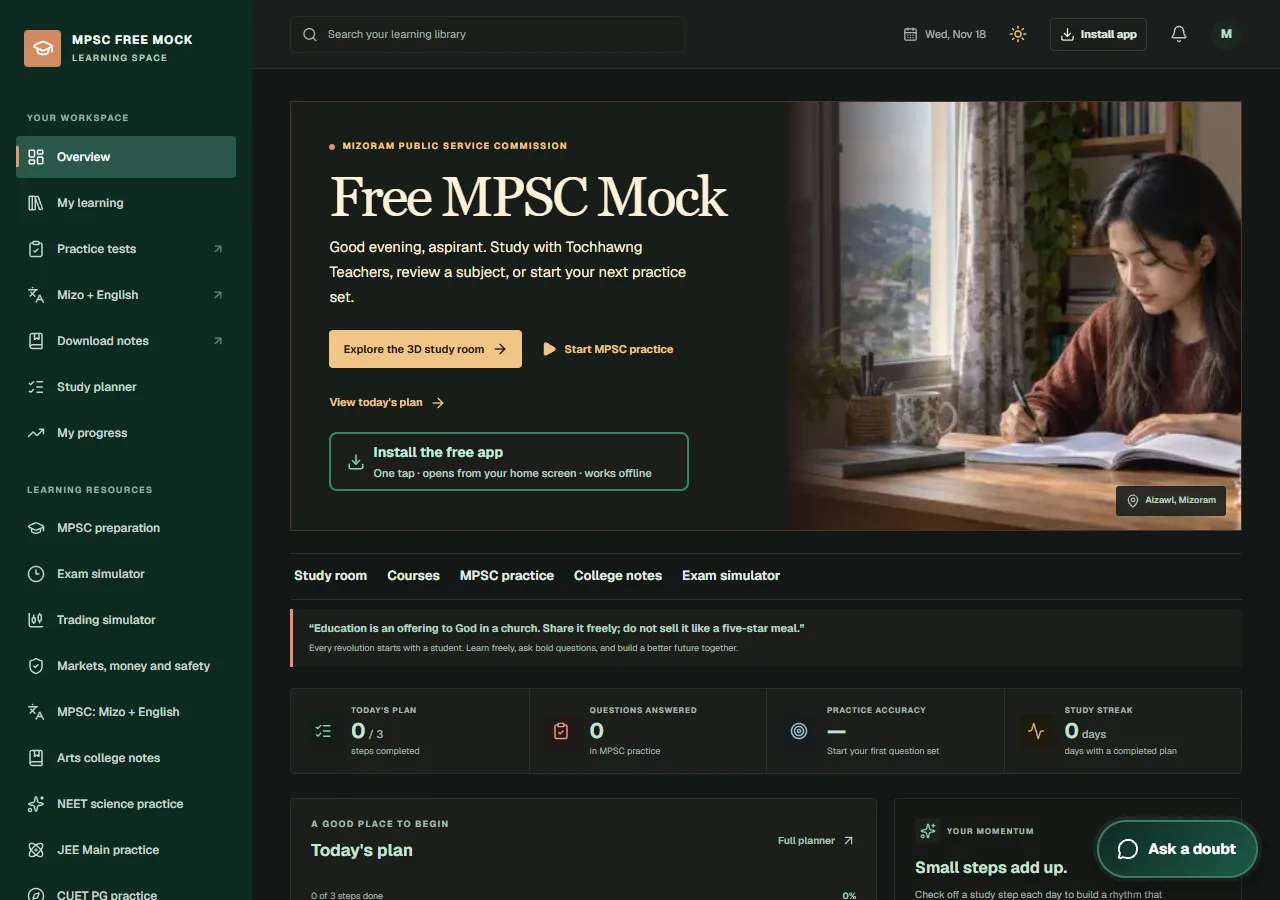 MPSC FREE MOCK
LEARNING SPACE
YOUR WORKSPACE
Overview
My learning
Practice tests
Mizo + English
Download notes
Study planner
My progress
LEARNING RESOURCES
MPSC preparation
Exam simulator
Trading simulator
Markets, money and safety
MPSC: Mizo + English
Arts college notes
NEET science practice
JEE Main practice
CUET PG practice
Search your learning library
Wed, Nov 18
Install app
M
MIZORAM PUBLIC SERVICE COMMISSION
Free MPSC Mock
Good evening, aspirant. Study with Tochhawng
Teachers, review a subject, or start your next practice
set.
Explore the 3D study room
Start MPSC practice
View today's plan
Install the free app
One tap · opens from your home screen · works offline
Aizawl, Mizoram
Study room
Courses
MPSC practice
College notes
Exam simulator
“Education is an offering to God in a church. Share it freely; do not sell it like a five-star meal.”
Every revolution starts with a student. Learn freely, ask bold questions, and build a better future together.
TODAY'S PLAN
0 / 3
steps completed
QUESTIONS ANSWERED
0
in MPSC practice
PRACTICE ACCURACY
—
Start your first question set
STUDY STREAK
0 days
days with a completed plan
A GOOD PLACE TO BEGIN
Today's plan
Full planner
0 of 3 steps done
0%
YOUR MOMENTUM
Small steps add up.
Check off a study step each day to build a rhythm that
Ask a doubt